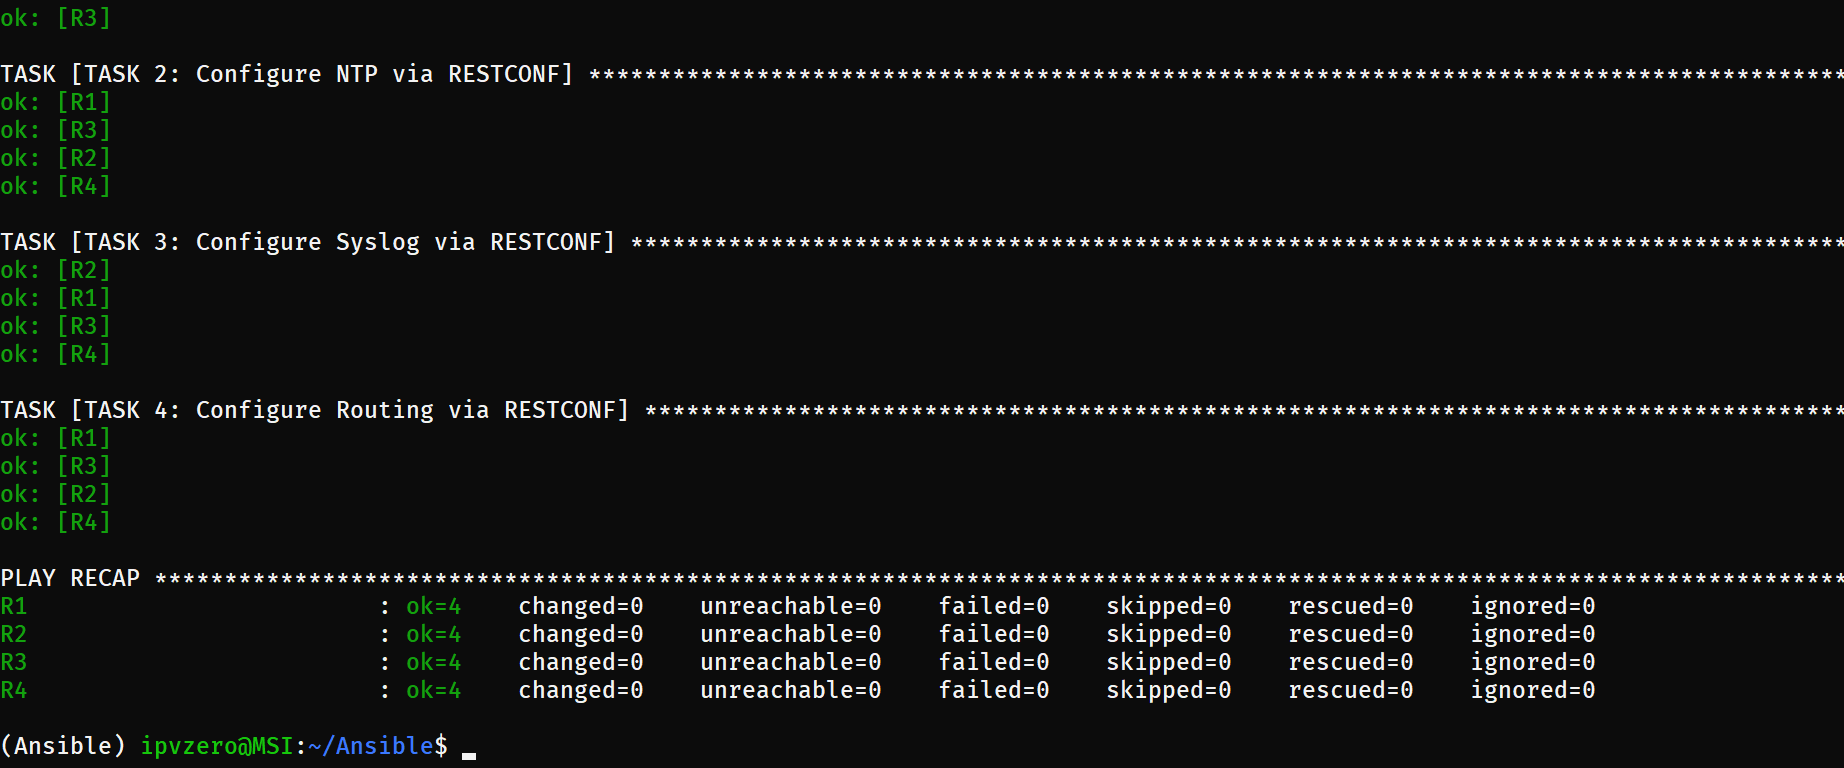 ok: [R3]
TASK [TASK 2: Configure NTP via RESTCONF] ******************************************************************************************
ok: [R1]
ok: [R3]
ok: [R2]
ok: [R4]
TASK [TASK 3: Configure Syslog via RESTCONF] ***************************************************************************************
ok: [R2]
ok: [R1]
ok: [R3]
ok: [R4]
TASK [TASK 4: Configure Routing via RESTCONF] **************************************************************************************
ok: [R1]
ok: [R3]
ok: [R2]
ok: [R4]
PLAY RECAP *************************************************************************************************************************
R1                         : ok=4    changed=0    unreachable=0    failed=0    skipped=0    rescued=0    ignored=0
R2                         : ok=4    changed=0    unreachable=0    failed=0    skipped=0    rescued=0    ignored=0
R3                         : ok=4    changed=0    unreachable=0    failed=0    skipped=0    rescued=0    ignored=0
R4                         : ok=4    changed=0    unreachable=0    failed=0    skipped=0    rescued=0    ignored=0
(Ansible) ipvzero@MSI:~/Ansible$